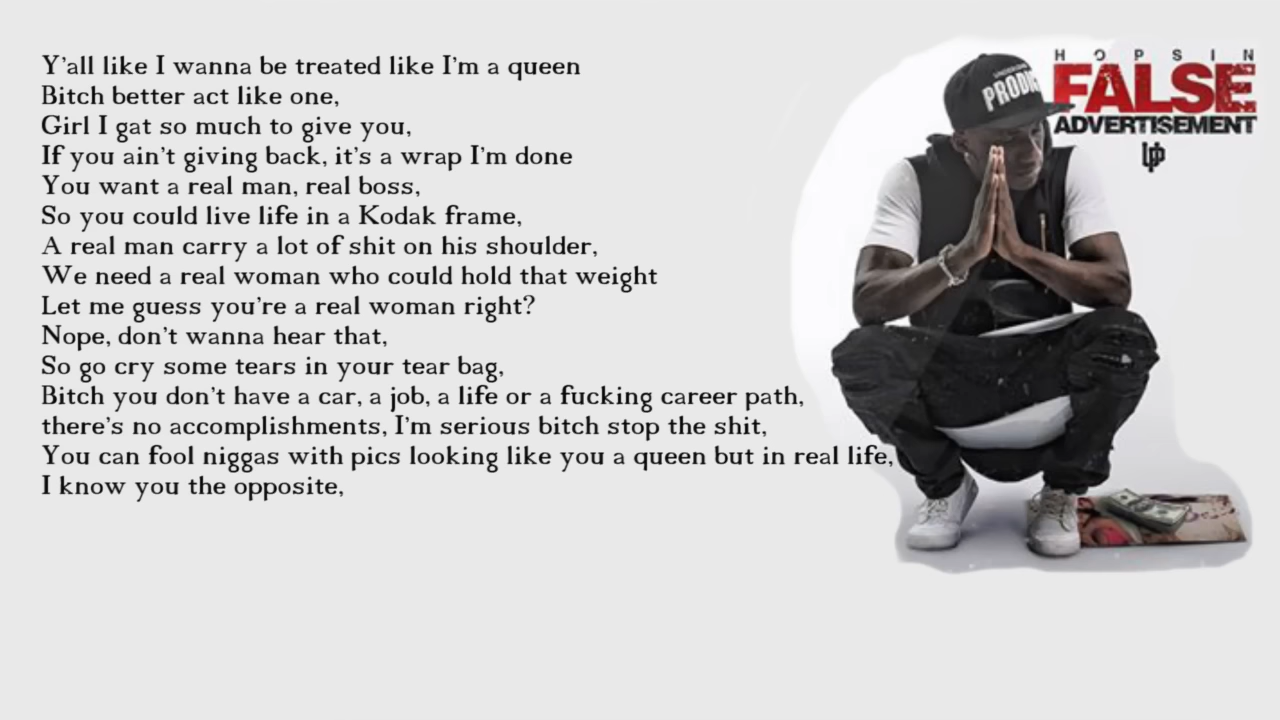 Y'all like I wanna be treated like I'm a queen
Bitch better act like one,
Girl I gat so much to give you,
If you ain't giving back, it's a wrap I'm done
You want a real man, real boss,
So you could live life in a Kodak frame,
A real man carry a lot of shit on his shoulder,
We need a real woman who could hold that weight
Let me guess you're a real woman right?
Nope, don't wanna hear that,
So go cry some tears in your tear bag,
Bitch you don't have a car, a job, a life or a fucking career path,
there's no accomplishments, I'm serious bitch stop the shit,
You can fool niggas with pics looking like you a queen but in real life,
I know you the opposite,
HOPSIN
FALSE
ADVERTISEMENT